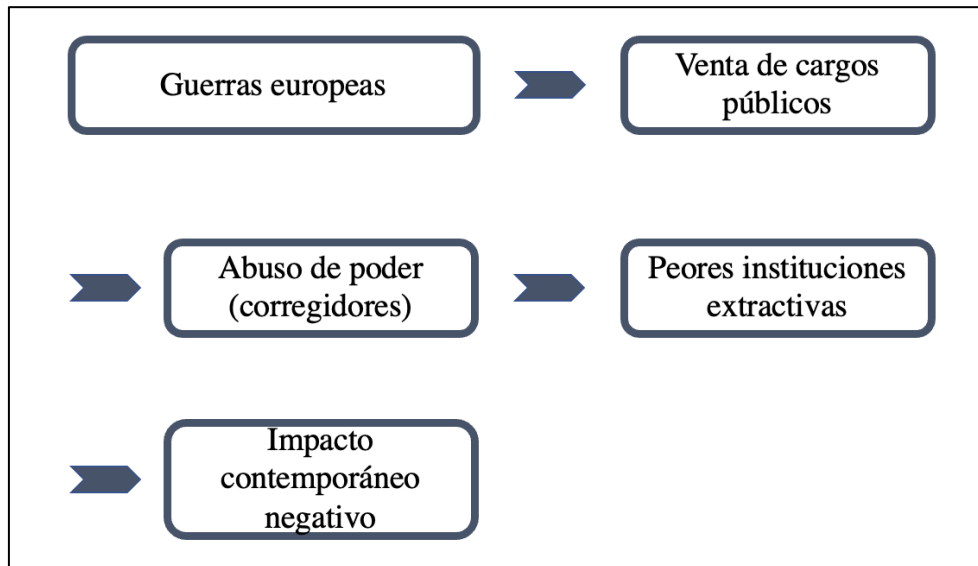 Guerras europeas
Venta de cargos
públicos
Abuso de poder
(corregidores)
Peores instituciones
extractivas
Impacto
contemporáneo
negativo